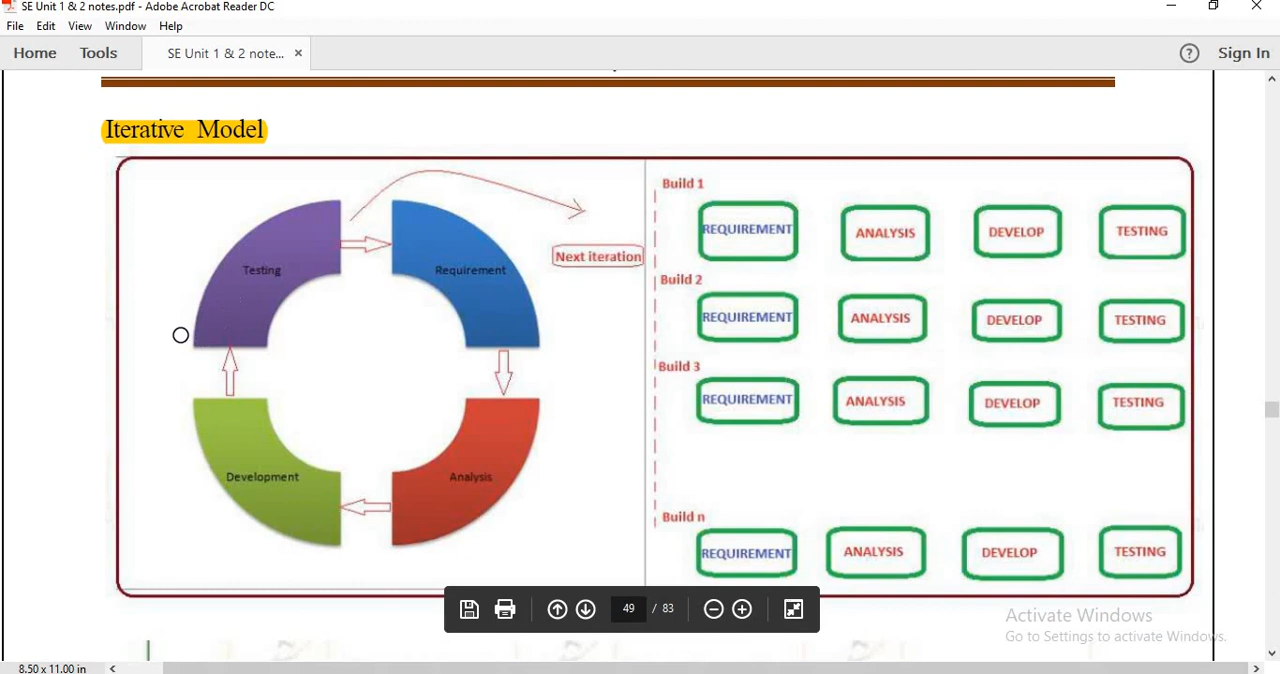 SE Unit 1 & 2 notes.pdf - Adobe Acrobat Reader DC
File Edit View Window Help
Home Tools SE Unit 1 & 2 note... × ? Sign In
Iterative Model
Testing
Requirement
Development
Analysis
Next iteration
Build 1
REQUIREMENT ANALYSIS DEVELOP TESTING
Build 2
REQUIREMENT ANALYSIS DEVELOP TESTING
Build 3
REQUIREMENT ANALYSIS DEVELOP TESTING
Build n
REQUIREMENT ANALYSIS DEVELOP TESTING
49 / 83
Activate Windows
Go to Settings to activate Windows.
8.50 x 11.00 in